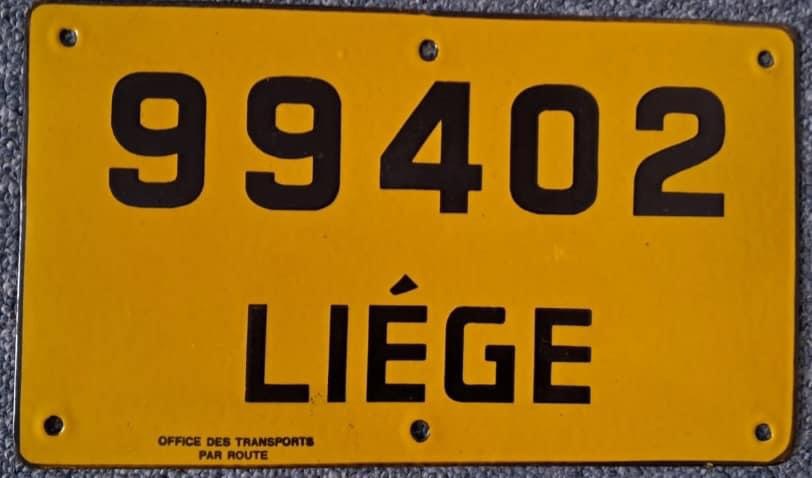 99402
LIÉGE
OFFICE DES TRANSPORTS
PAR ROUTE